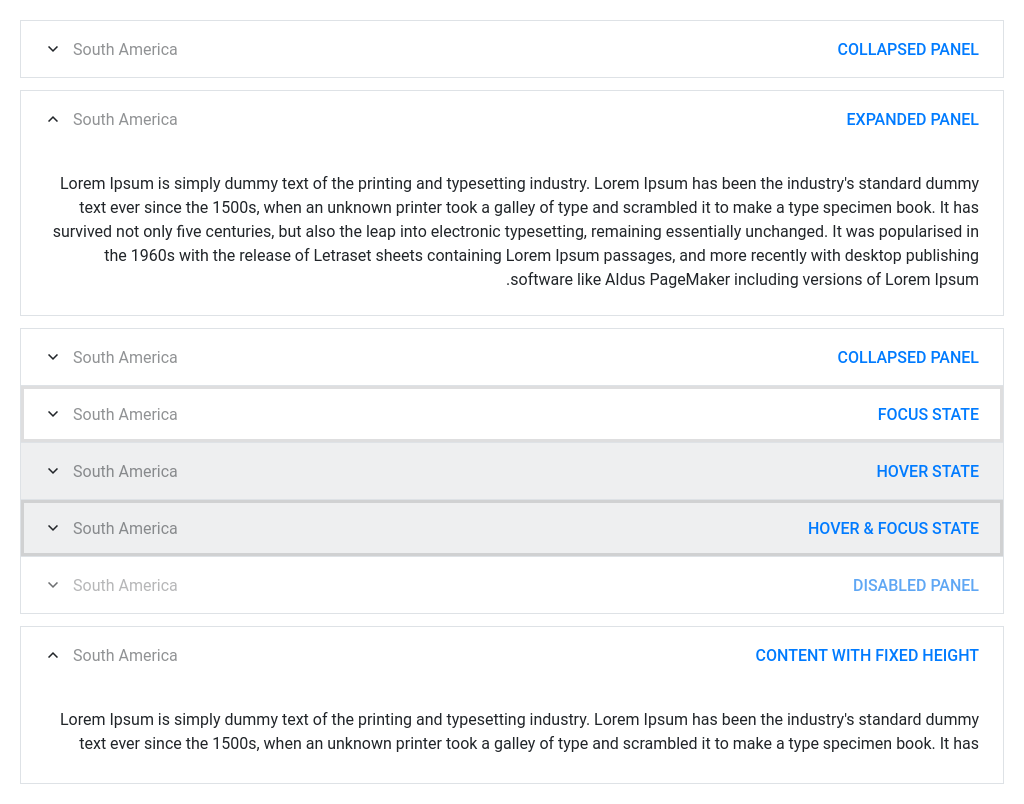 South America
COLLAPSED PANEL
South America
EXPANDED PANEL
Lorem Ipsum is simply dummy text of the printing and typesetting industry. Lorem Ipsum has been the industry's standard dummy
text ever since the 1500s, when an unknown printer took a galley of type and scrambled it to make a type specimen book. It has
survived not only five centuries, but also the leap into electronic typesetting, remaining essentially unchanged. It was popularised in
the 1960s with the release of Letraset sheets containing Lorem Ipsum passages, and more recently with desktop publishing
.software like Aldus PageMaker including versions of Lorem Ipsum
South America
COLLAPSED PANEL
South America
FOCUS STATE
South America
HOVER STATE
South America
HOVER & FOCUS STATE
South America
DISABLED PANEL
South America
CONTENT WITH FIXED HEIGHT
Lorem Ipsum is simply dummy text of the printing and typesetting industry. Lorem Ipsum has been the industry's standard dummy
text ever since the 1500s, when an unknown printer took a galley of type and scrambled it to make a type specimen book. It has